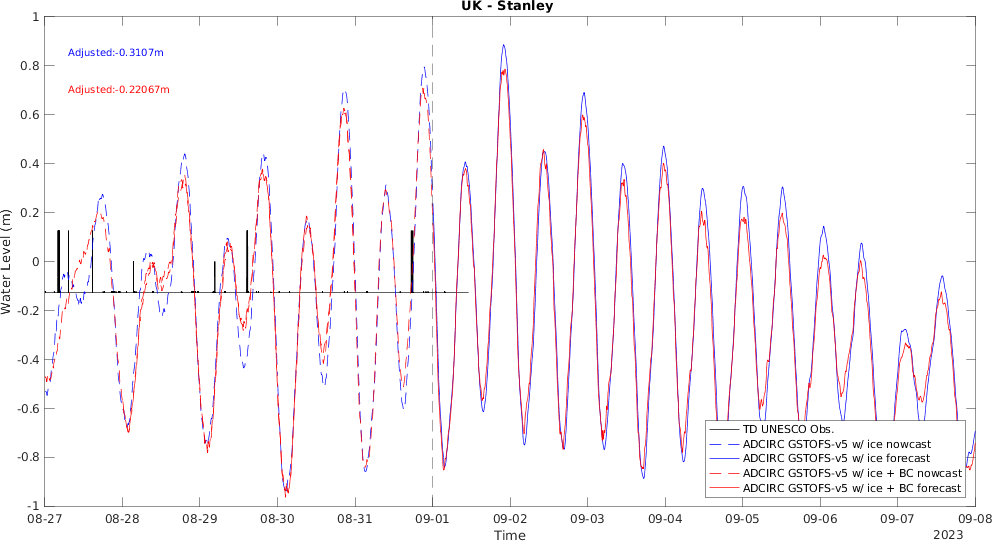 UK - Stanley
Adjusted:-0.3107m
Adjusted:-0.22067m
1
0.8
0.6
0.4
0.2
0
-0.2
-0.4
-0.6
-0.8
-1
Water Level (m)
TD UNESCO Obs.
ADCIRC GSTOFS-v5 w/ ice nowcast
ADCIRC GSTOFS-v5 w/ ice forecast
ADCIRC GSTOFS-v5 w/ ice + BC nowcast
ADCIRC GSTOFS-v5 w/ ice + BC forecast
08-27 08-28 08-29 08-30 08-31 09-01 09-02 09-03 09-04 09-05 09-06 09-07 09-08
Time
2023